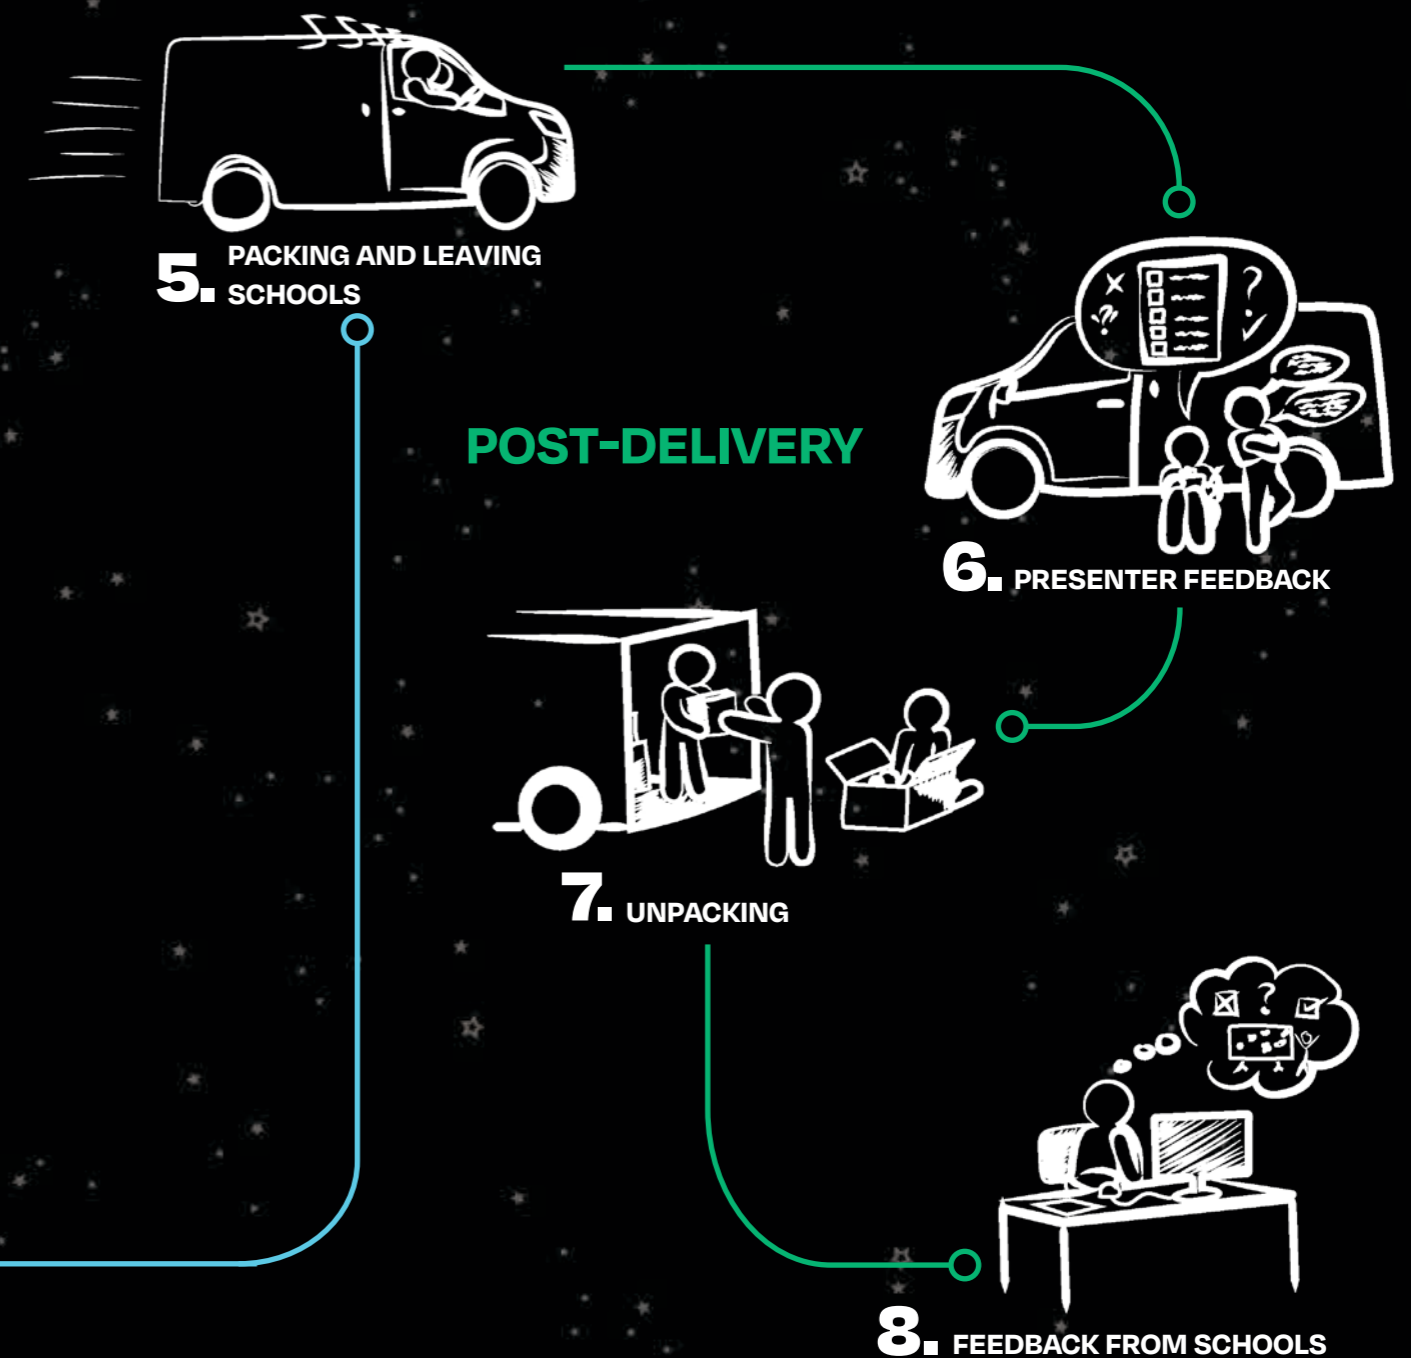 5. PACKING AND LEAVING
SCHOOLS
POST-DELIVERY
6. PRESENTER FEEDBACK
7. UNPACKING
8. FEEDBACK FROM SCHOOLS